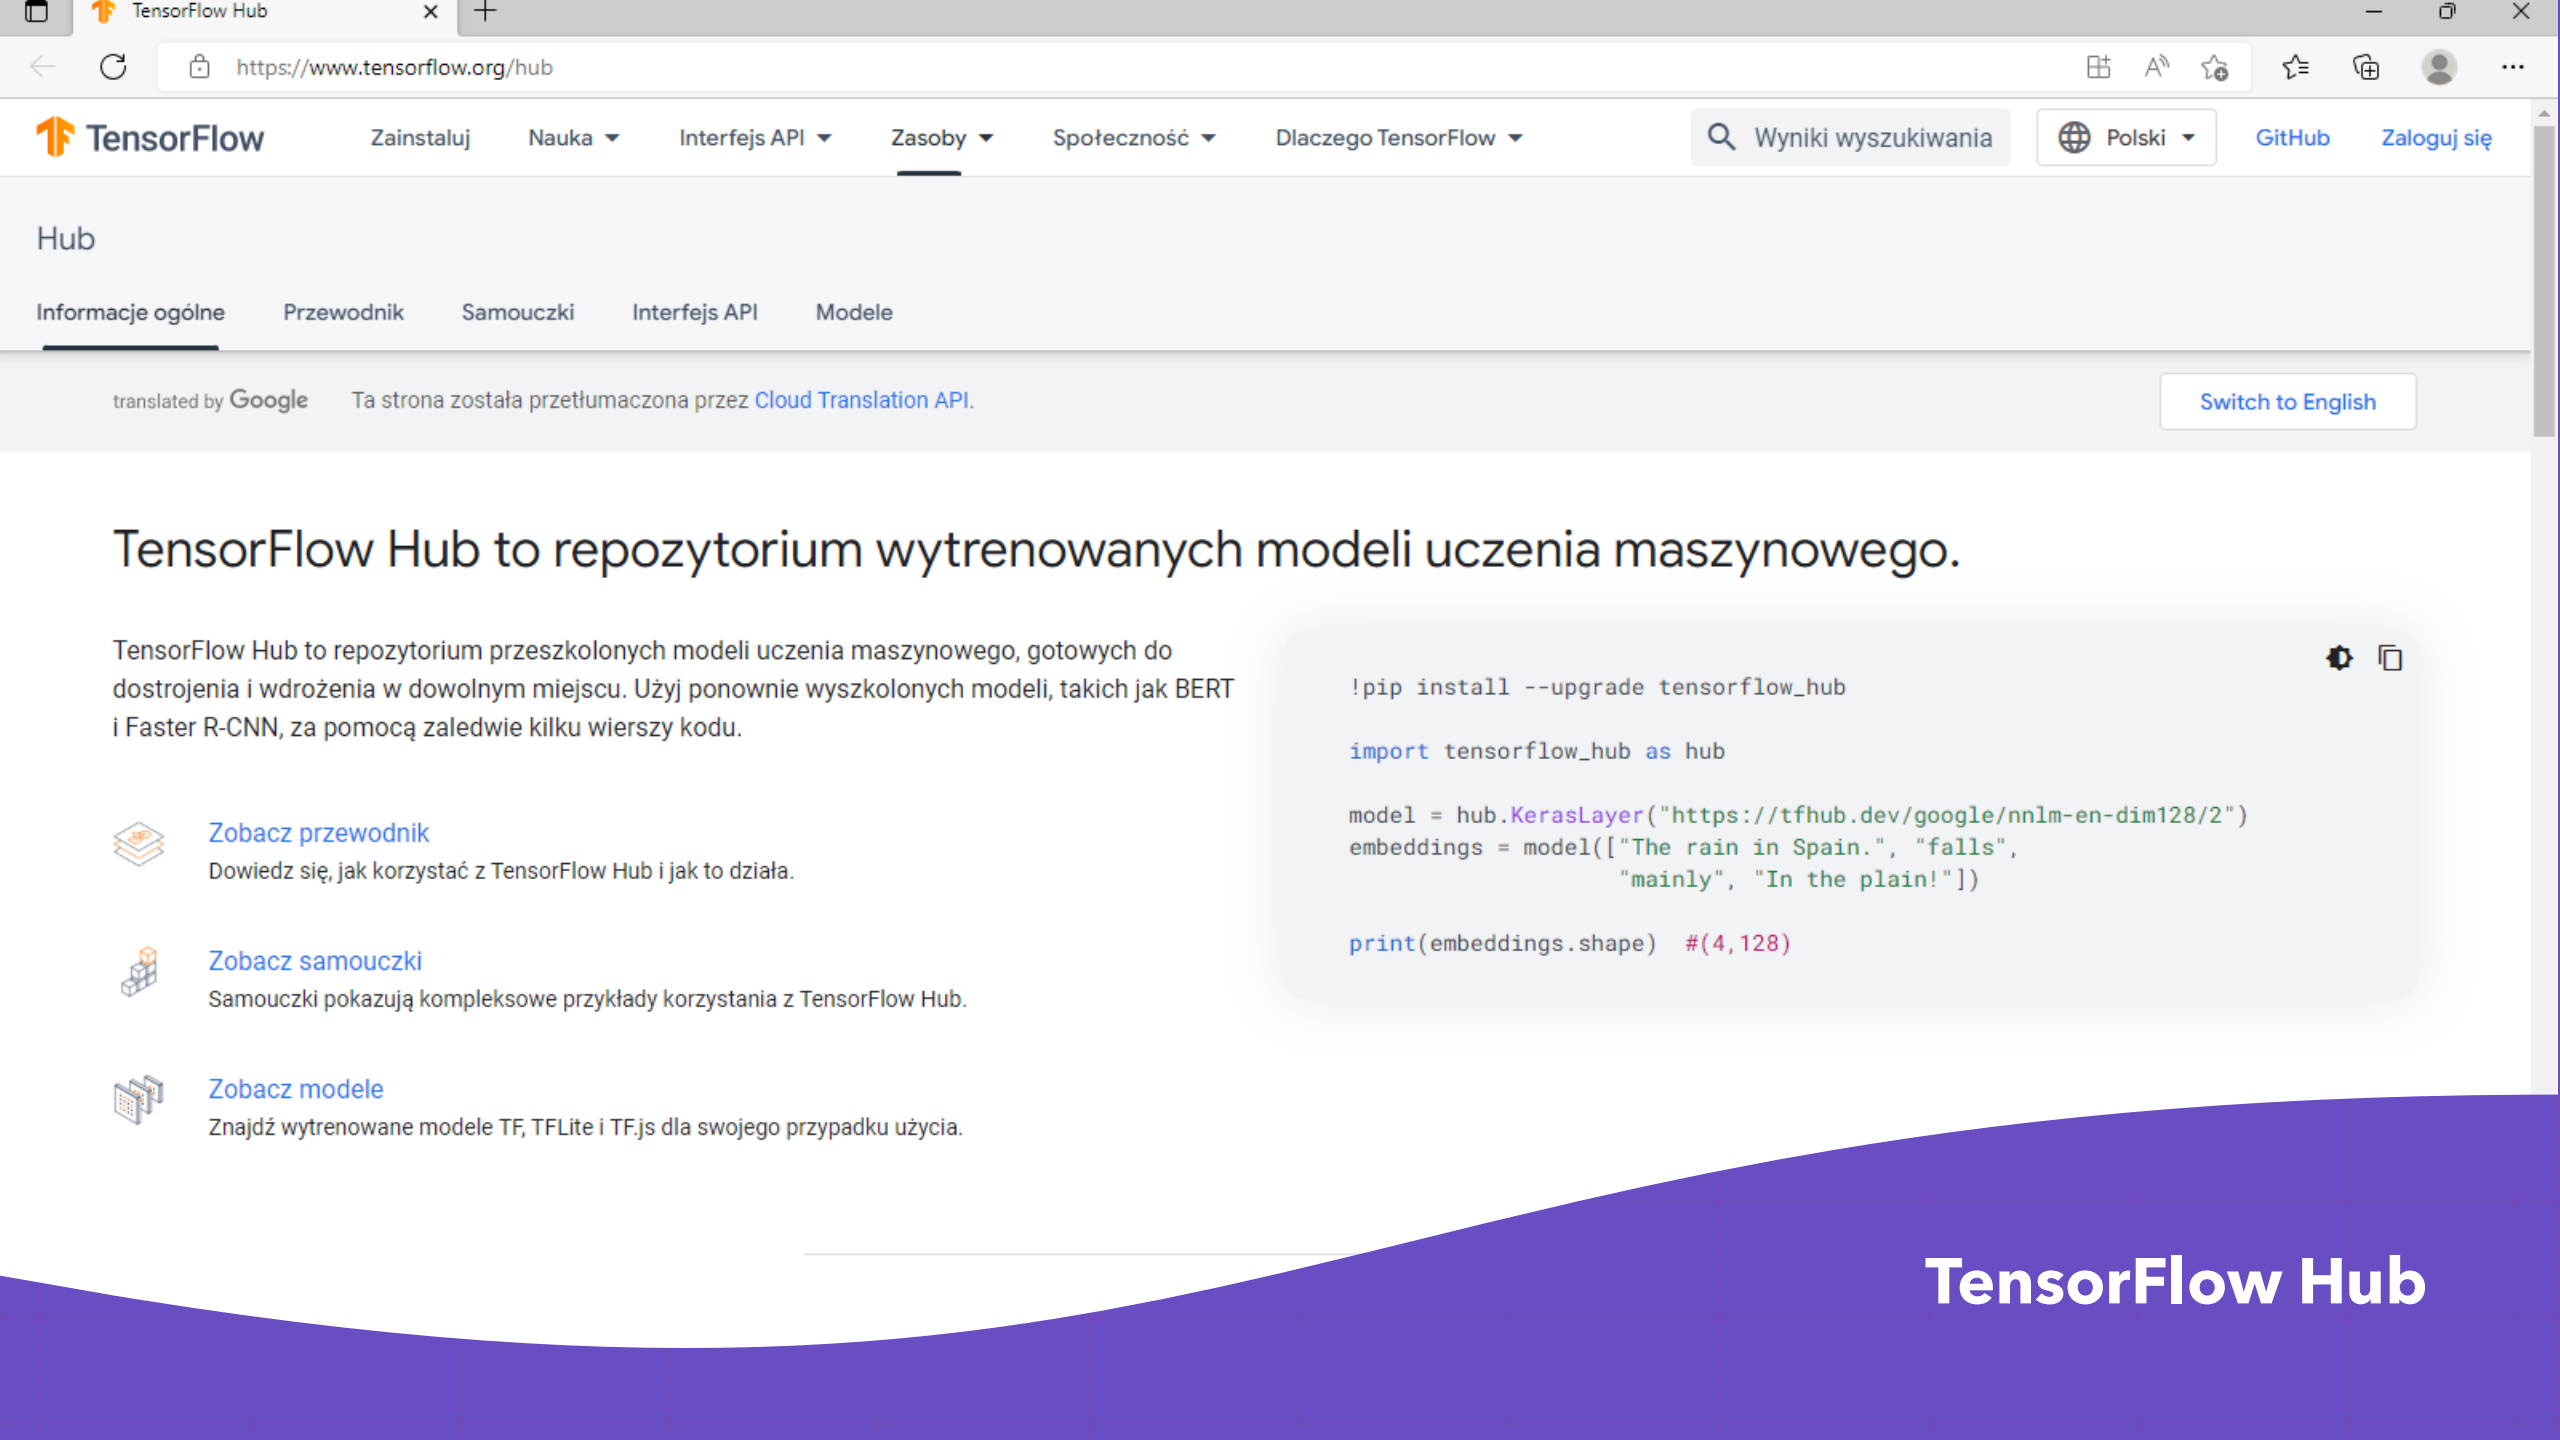 TensorFlow Hub
https://www.tensorflow.org/hub
TensorFlow Zainstaluj Nauka Interfejs API Zasoby Społeczność Dlaczego TensorFlow Wyniki wyszukiwania Polski GitHub Zaloguj się
Hub
Informacje ogólne Przewodnik Samouczki Interfejs API Modele
translated by Google Ta strona została przetłumaczona przez Cloud Translation API. Switch to English
TensorFlow Hub to repozytorium wytrenowanych modeli uczenia maszynowego.
TensorFlow Hub to repozytorium przeszkolonych modeli uczenia maszynowego, gotowych do
dostrojenia i wdrożenia w dowolnym miejscu. Użyj ponownie wyszkolonych modeli, takich jak BERT
i Faster R-CNN, za pomocą zaledwie kilku wierszy kodu.
Zobacz przewodnik
Dowiedz się, jak korzystać z TensorFlow Hub i jak to działa.
Zobacz samouczki
Samouczki pokazują kompleksowe przykłady korzystania z TensorFlow Hub.
Zobacz modele
Znajdź wytrenowane modele TF, TFLite i TF.js dla swojego przypadku użycia.
!pip install --upgrade tensorflow_hub
import tensorflow_hub as hub
model = hub.KerasLayer("https://tfhub.dev/google/nnlm-en-dim128/2")
embeddings = model(["The rain in Spain.", "falls",
"mainly", "In the plain!"])
print(embeddings.shape) #(4,128)
TensorFlow Hub